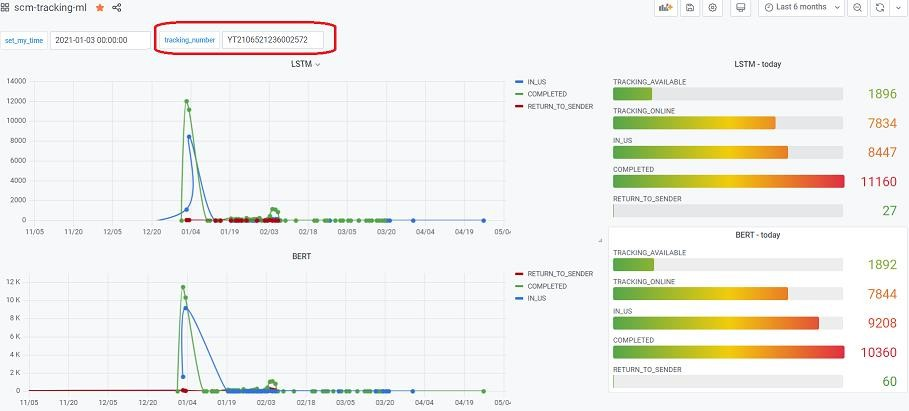 scm-tracking-ml
Last 6 months
set_my_time 2021-01-03 00:00:00 tracking_number YT2106521236002572
LSTM
14000
12000
10000
8000
6000
4000
2000
0
11/05 11/20 12/05 12/20 01/04 01/19 02/03 02/18 03/05 03/20 04/04 04/19 05/04
IN_US
COMPLETED
RETURN_TO_SENDER
LSTM - today
TRACKING_AVAILABLE
1896
TRACKING_ONLINE
7834
IN_US
8447
COMPLETED
11160
RETURN_TO_SENDER
27
BERT
12 K
10 K
8 K
6 K
4 K
2 K
0
11/05 11/20 12/05 12/20 01/04 01/19 02/03 02/18 03/05 03/20 04/04 04/19 05/04
RETURN_TO_SENDER
COMPLETED
IN_US
BERT - today
TRACKING_AVAILABLE
1892
TRACKING_ONLINE
7844
IN_US
9208
COMPLETED
10360
RETURN_TO_SENDER
60